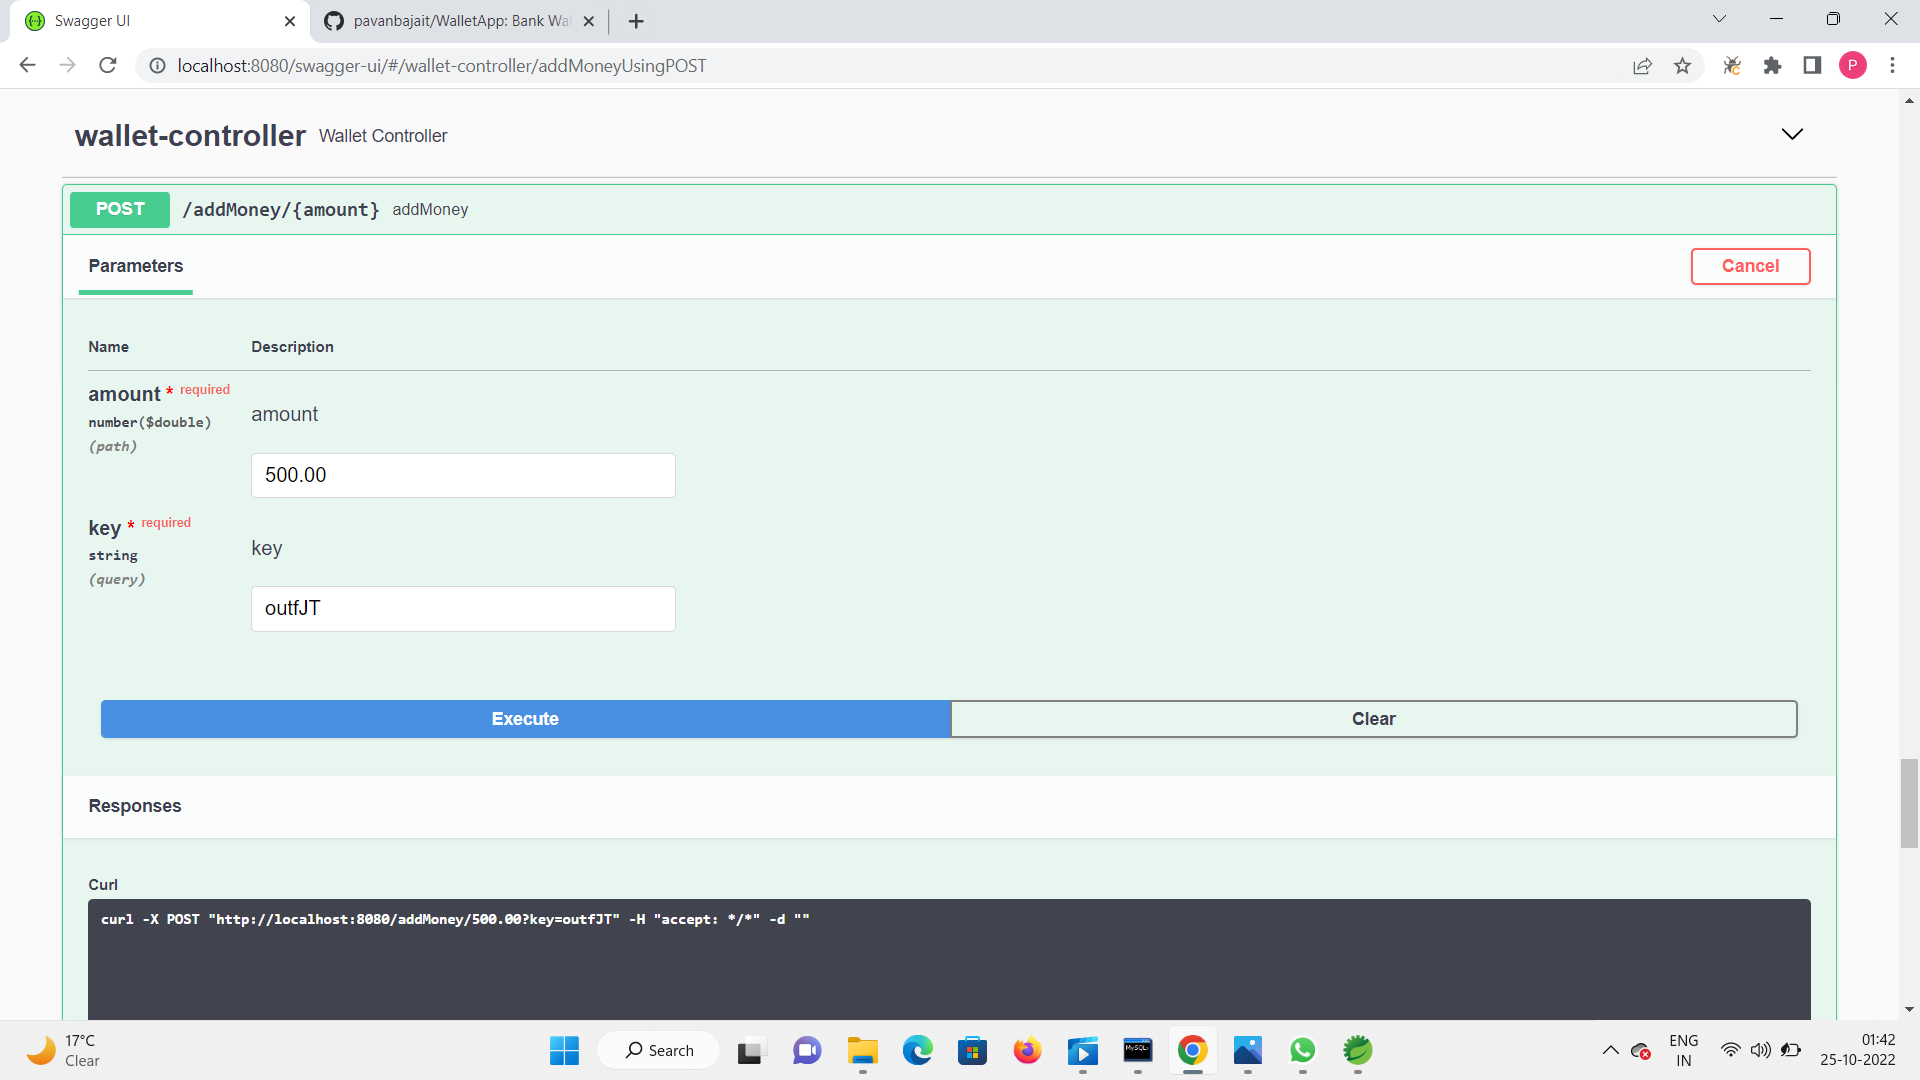 Swagger UI
pavanbajait/WalletApp: Bank Wal
localhost:8080/swagger-ui/#/wallet-controller/addMoneyUsingPOST
P
wallet-controller Wallet Controller
POST /addMoney/{amount} addMoney
Parameters
Cancel
Name Description
amount * required
number($double)
(path)
amount
500.00
key * required
string
(query)
key
outfJT
Execute
Clear
Responses
Curl
curl -X POST "http://localhost:8080/addMoney/500.00?key=outfJT" -H "accept: */*" -d ""
17°C
Clear
Search
MySQL
ENG
IN
01:42
25-10-2022